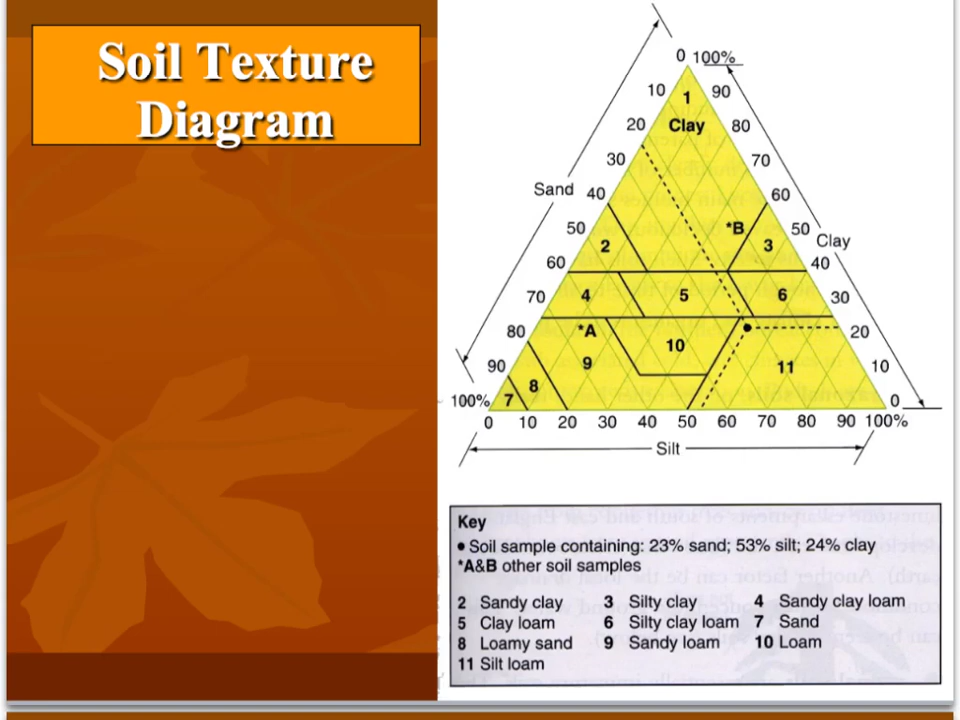 Soil Texture
Diagram
0 100%
10 1 90
20 Clay 80
30 70
Sand 40 60
50 2 *B 3 50 Clay
60 40
70 4 5 6 30
80 *A 10 20
90 9 11 10
8
100% 7 0
0 10 20 30 40 50 60 70 80 90 100%
Silt
Key
• Soil sample containing: 23% sand; 53% silt; 24% clay
*A&B other soil samples
2 Sandy clay 3 Silty clay 4 Sandy clay loam
5 Clay loam 6 Silty clay loam 7 Sand
8 Loamy sand 9 Sandy loam 10 Loam
11 Silt loam